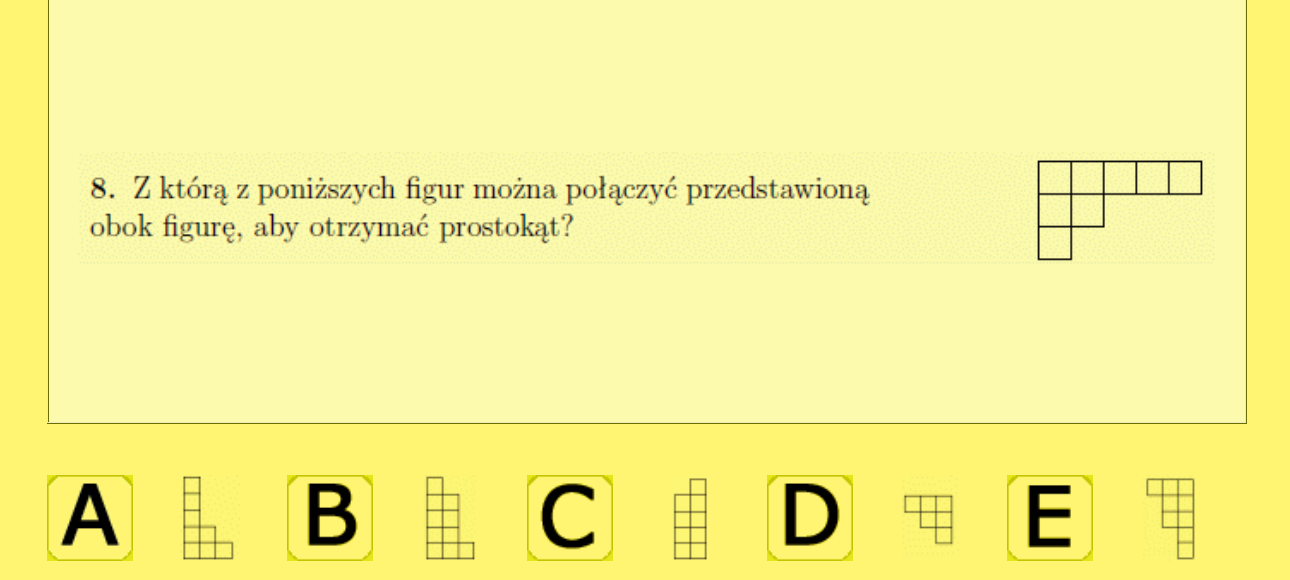 8. Z którą z poniższych figur można połączyć przedstawioną
obok figurę, aby otrzymać prostokąt?
A B C D E